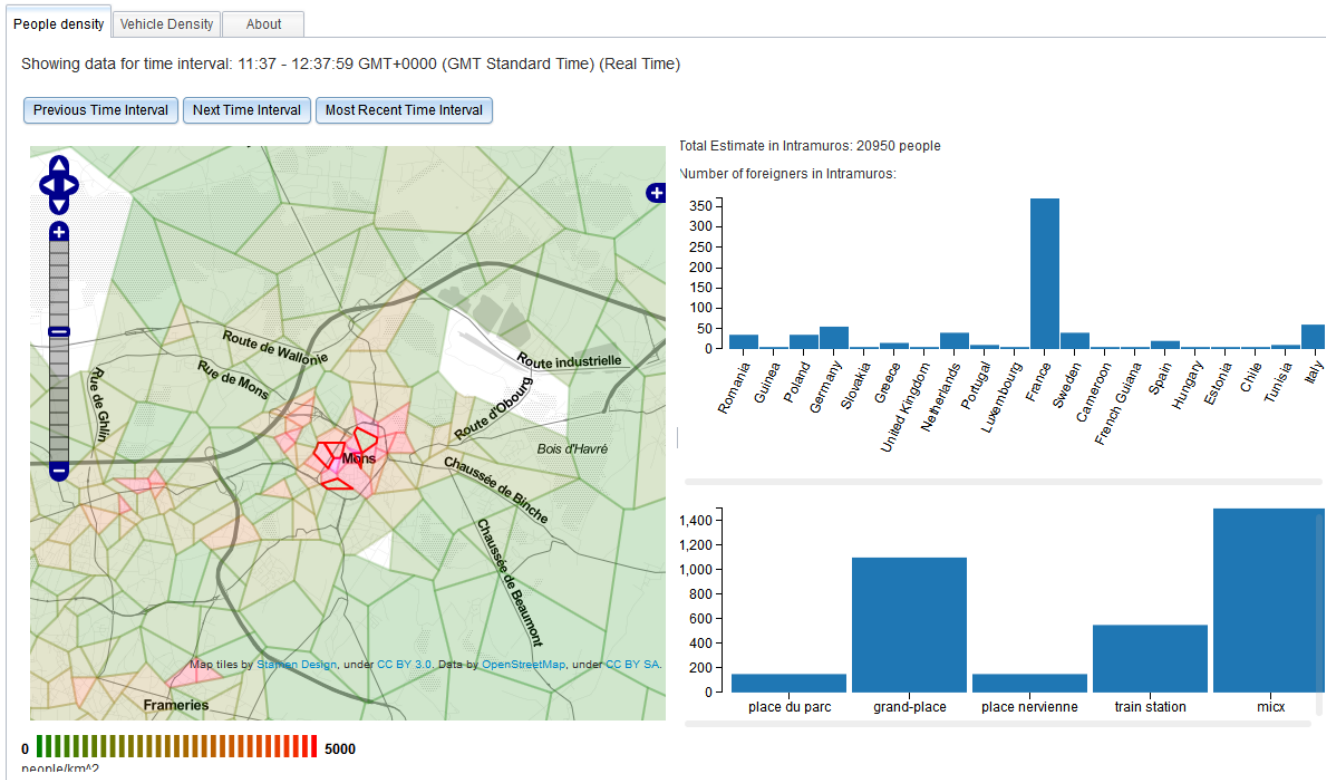 People density Vehicle Density About
Showing data for time interval: 11:37 - 12:37:59 GMT+0000 (GMT Standard Time) (Real Time)
Previous Time Interval Next Time Interval Most Recent Time Interval
Total Estimate in Intramuros: 20950 people
Number of foreigners in Intramuros:
350
300
250
200
150
100
50
0
Romania
Guinea
Poland
Germany
Slovakia
Greece
United Kingdom
Netherlands
Portugal
Luxembourg
France
Sweden
Cameroon
French Guiana
Spain
Hungary
Estonia
Chile
Tunisia
Italy
Route de Wallonie
Route industrielle
Rue de Mons
Rue de Ghlin
Route d'Obourg
Bois d'Havré
Mons
Chaussée de Binche
Chaussée de Beaumont
Map tiles by Stamen Design, under CC BY 3.0. Data by OpenStreetMap, under CC BY SA.
Frameries
1,400
1,200
1,000
800
600
400
200
0
place du parc grand-place place nervienne train station micx
0 5000
people/km^2